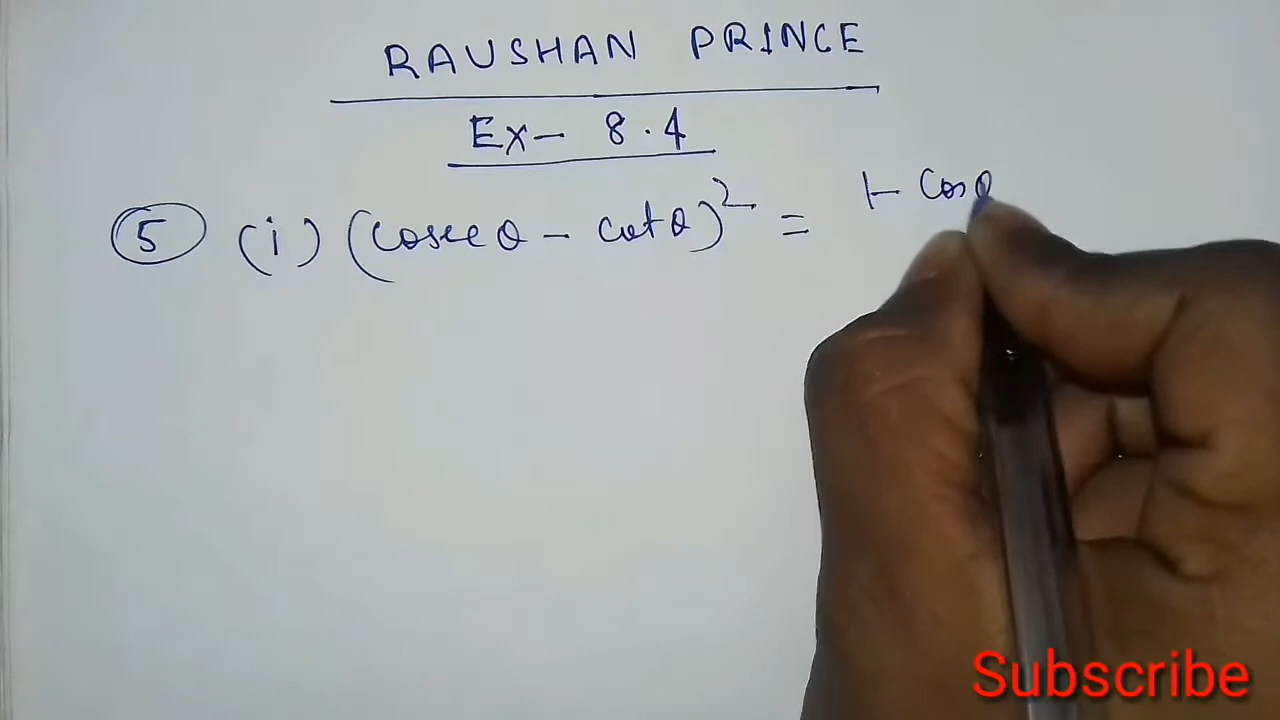 RAUSHAN PRINCE
Ex- 8.4
5 (i) (cosec θ - cot θ)² = 1 - cos θ
Subscribe